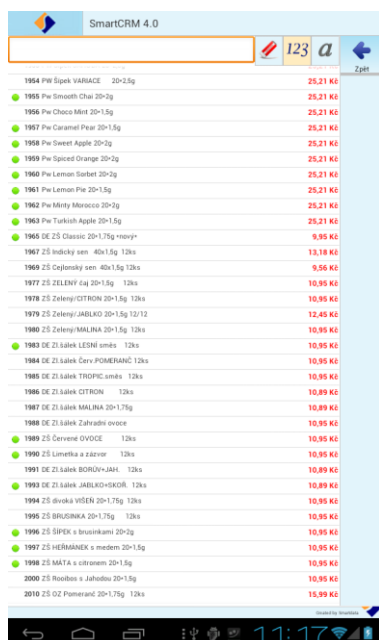 SmartCRM 4.0
123 a
Zpět
1954 PW Šípek VARIACE 20*2,5g 25,21 Kč
1955 Pw Smooth Chai 20*2g 25,21 Kč
1956 Pw Choco Mint 20*1,5g 25,21 Kč
1957 Pw Caramel Pear 20*1,5g 25,21 Kč
1958 Pw Sweet Apple 20*2g 25,21 Kč
1959 Pw Spiced Orange 20*2g 25,21 Kč
1960 Pw Lemon Sorbet 20*2g 25,21 Kč
1961 Pw Lemon Pie 20*1,5g 25,21 Kč
1962 Pw Minty Morocco 20*2g 25,21 Kč
1963 Pw Turkish Apple 20*1,5g 25,21 Kč
1965 DE ZŠ Classic 20*1,75g *nový* 9,95 Kč
1967 ZŠ Indický sen 40x1,5g 12ks 13,18 Kč
1969 ZŠ Cejlonský sen 40x1,5g 12ks 9,56 Kč
1977 ZŠ ZELENÝ čaj 20*1,5g 12ks 10,95 Kč
1978 ZŠ Zelený/CITRON 20*1,5g 12ks 10,95 Kč
1979 ZŠ Zelený/JABLKO 20*1,5g 12/12 12,45 Kč
1980 ZŠ Zelený/MALINA 20*1,5g 12ks 10,95 Kč
1983 DE Zl.šálek LESNÍ směs 12ks 10,95 Kč
1984 DE Zl.šálek Červ.POMERANČ 12ks 10,95 Kč
1985 DE Zl.šálek TROPIC.směs 12ks 10,95 Kč
1986 DE Zl.šálek CITRON 12ks 10,89 Kč
1987 DE Zl.šálek MALINA 20*1,75g 10,89 Kč
1988 DE Zl.šálek Zahradní ovoce 10,95 Kč
1989 ZŠ Červené OVOCE 12ks 10,95 Kč
1990 ZŠ Limetka a zázvor 12ks 10,95 Kč
1991 DE Zl.šálek BORŮV+JAH. 12ks 10,89 Kč
1993 DE Zl.šálek JABLKO+SKOŘ. 12ks 10,89 Kč
1994 ZŠ divoká VIŠEŇ 20*1,75g 12ks 10,95 Kč
1995 ZŠ BRUSINKA 20*1,75g 12ks 10,95 Kč
1996 ZŠ ŠÍPEK s brusinkami 20*2g 10,95 Kč
1997 ZŠ HEŘMÁNEK s medem 20*1,5g 10,95 Kč
1998 ZŠ MÁTA s citronem 20*1,5g 10,95 Kč
2000 ZŠ Rooibos s Jahodou 20*1,5g 10,95 Kč
2010 ZŠ OZ Pomeranč 20*1,75g 12ks 15,99 Kč
Created by SmartData
11:17